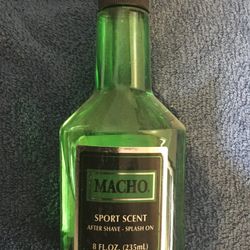 MACHO
SPORT SCENT
AFTER SHAVE - SPLASH ON
8 FL. OZ. (235mL)